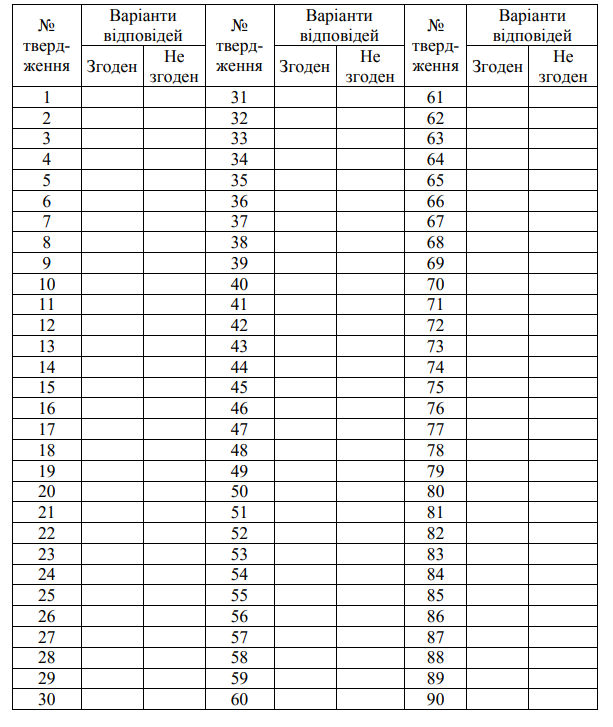 № тверд-ження Варіанти відповідей № тверд-ження Варіанти відповідей № тверд-ження Варіанти відповідей
Згоден Не згоден Згоден Не згоден Згоден Не згоден
1 31 61
2 32 62
3 33 63
4 34 64
5 35 65
6 36 66
7 37 67
8 38 68
9 39 69
10 40 70
11 41 71
12 42 72
13 43 73
14 44 74
15 45 75
16 46 76
17 47 77
18 48 78
19 49 79
20 50 80
21 51 81
22 52 82
23 53 83
24 54 84
25 55 85
26 56 86
27 57 87
28 58 88
29 59 89
30 60 90